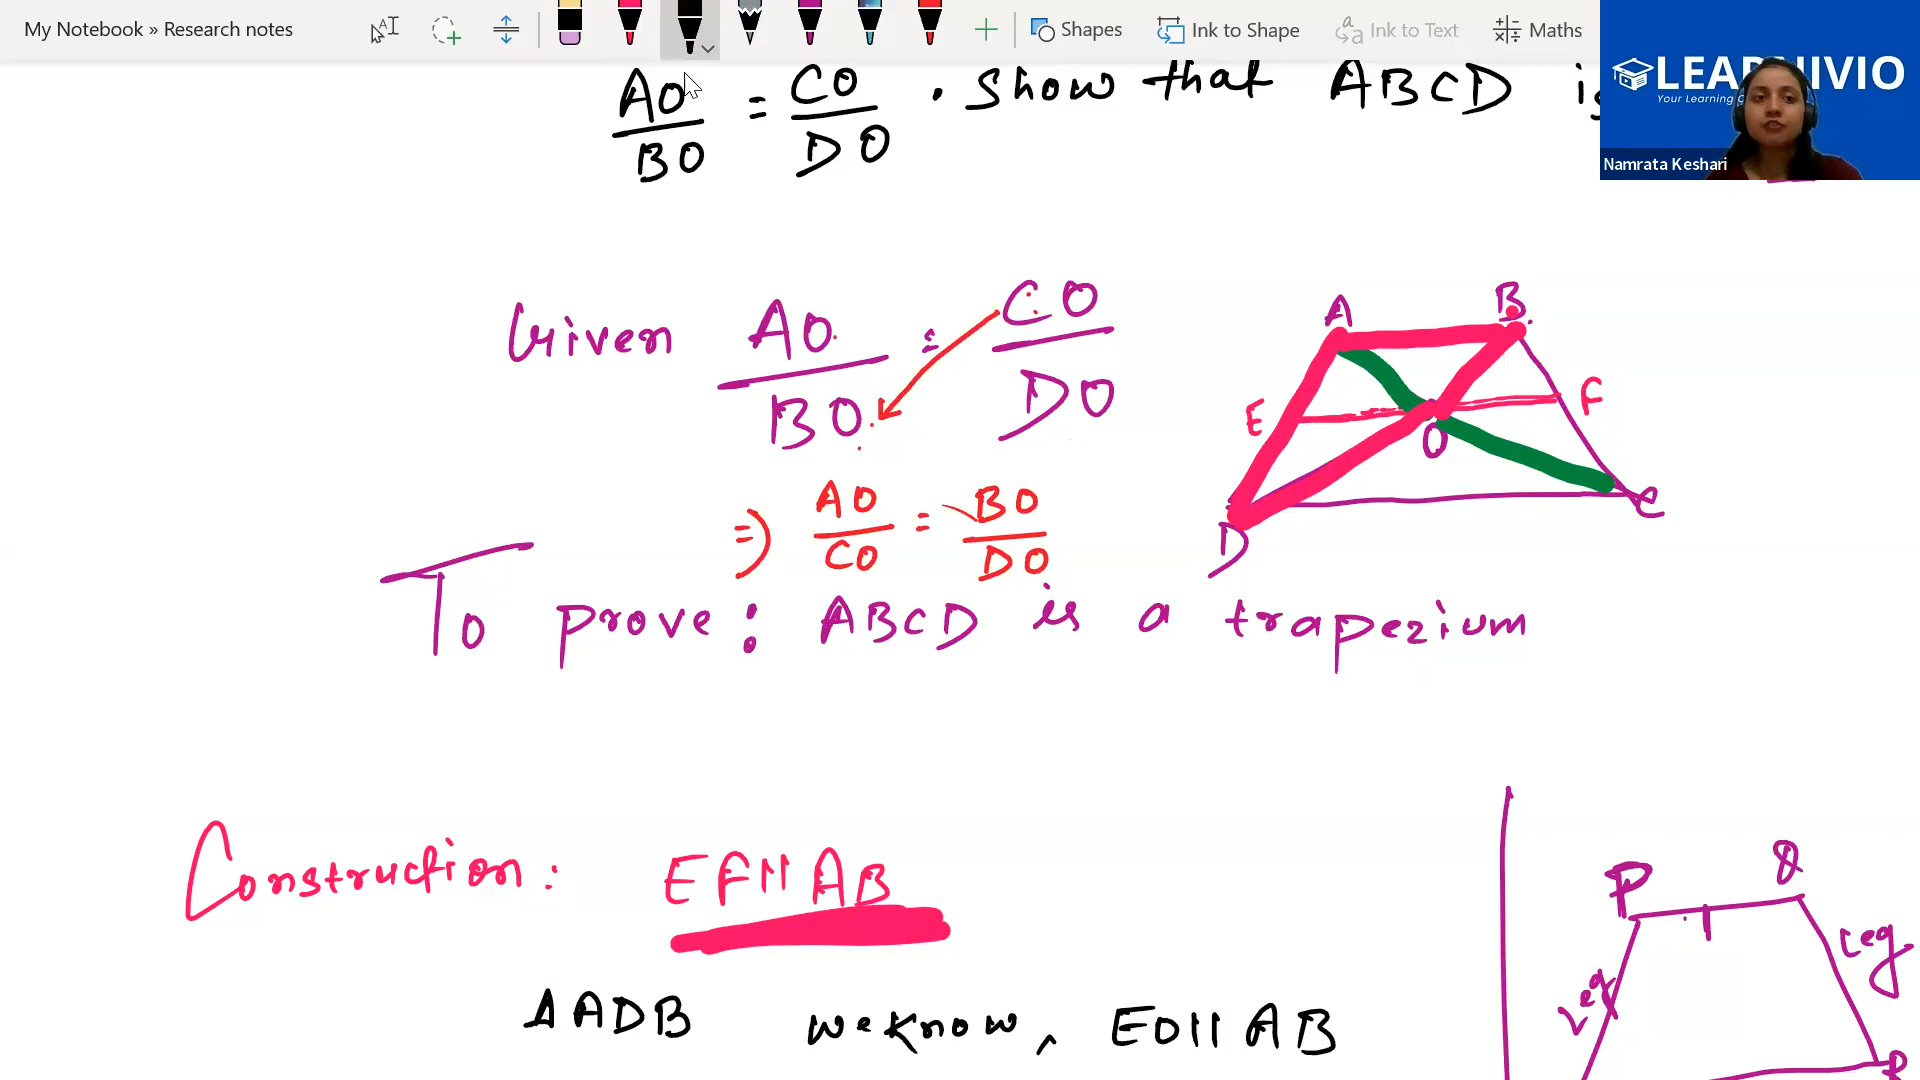 My Notebook » Research notes
Shapes
Ink to Shape
Ink to Text
Maths
LEARNIVIO
Your Learning
Namrata Keshari
AO/BO = CO/DO . Show that ABCD is
Given AO/BO = CO/DO
⇒ AO/CO = BO/DO
A B
E F
O
D C
To prove: ABCD is a trapezium
Construction: EF || AB
P Q
leg
leg
R
ΔADB we know, EO || AB